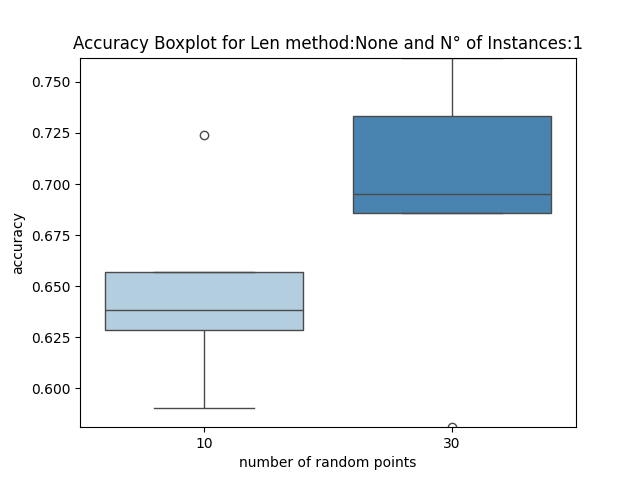 Accuracy Boxplot for Len method:None and N° of Instances:1
0.750
0.725
0.700
0.675
0.650
0.625
0.600
accuracy
10 30
number of random points